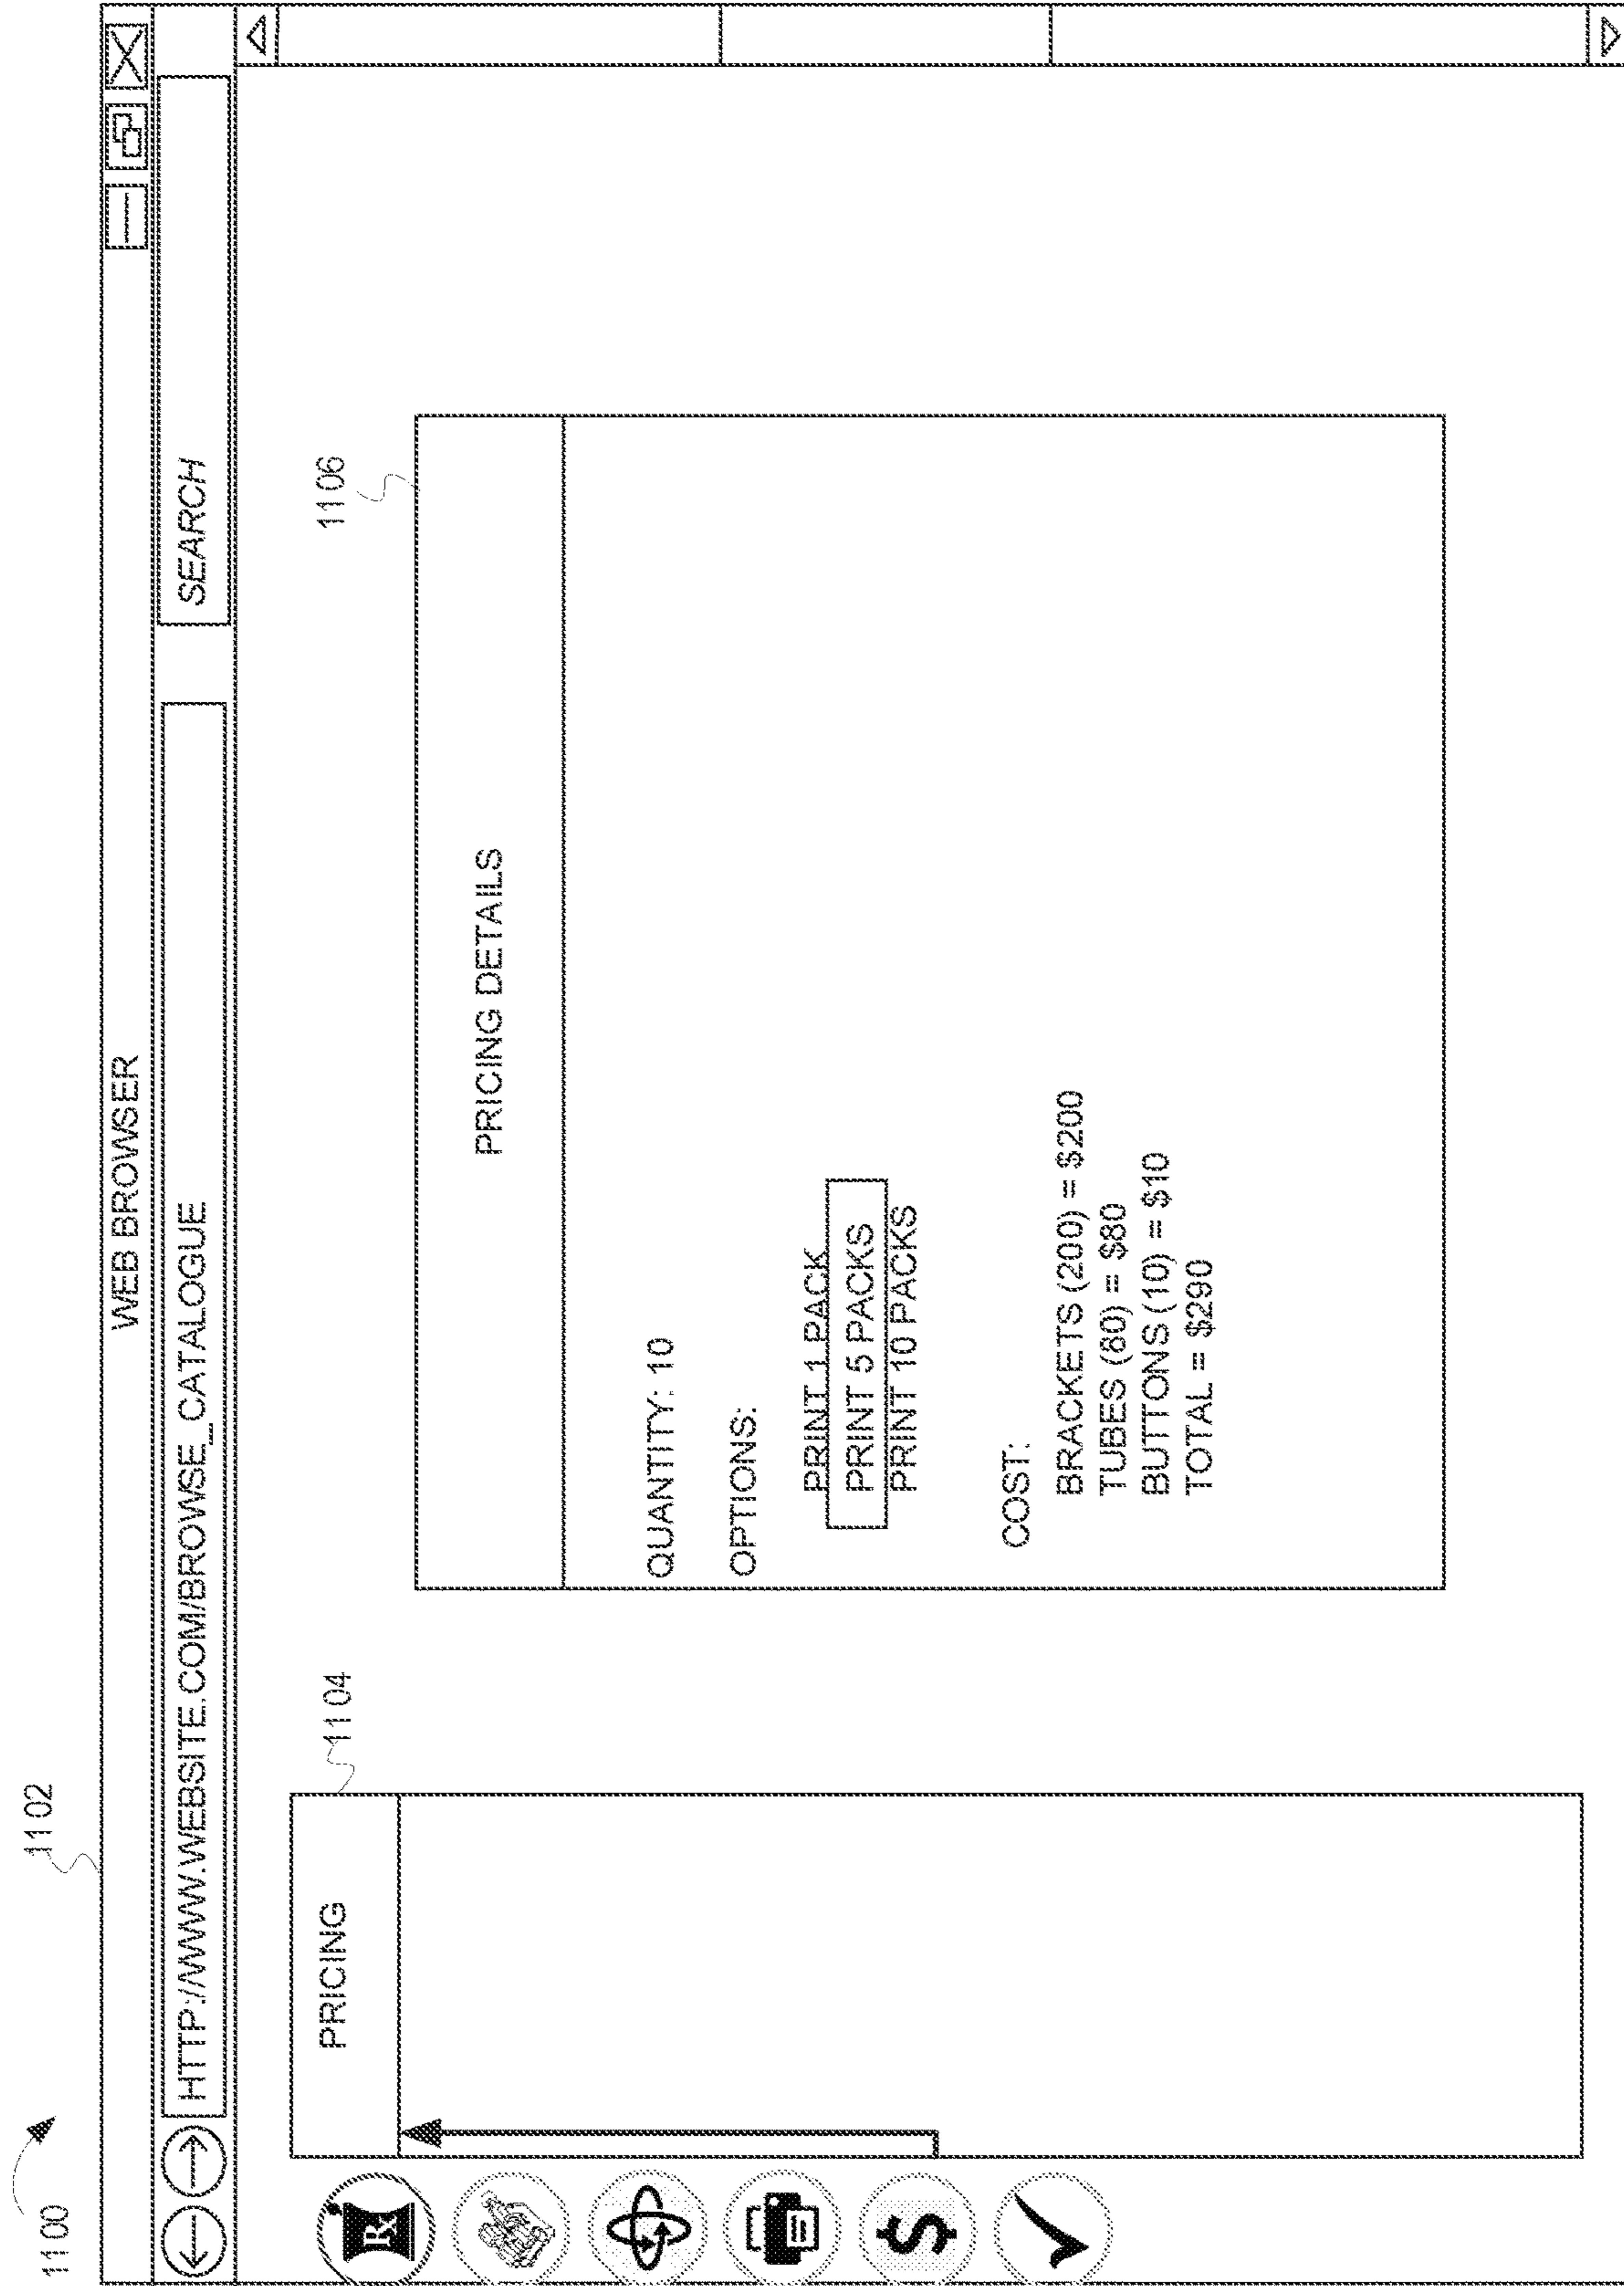 1100
1102
WEB BROWSER
HTTP://WWW.WEBSITE.COM/BROWSE_CATALOGUE
SEARCH
PRICING
1104
1106
PRICING DETAILS
QUANTITY: 10
OPTIONS:
PRINT 1 PACK
PRINT 5 PACKS
PRINT 10 PACKS
COST:
BRACKETS (200) = $200
TUBES (80) = $80
BUTTONS (10) = $10
TOTAL = $290
R
$